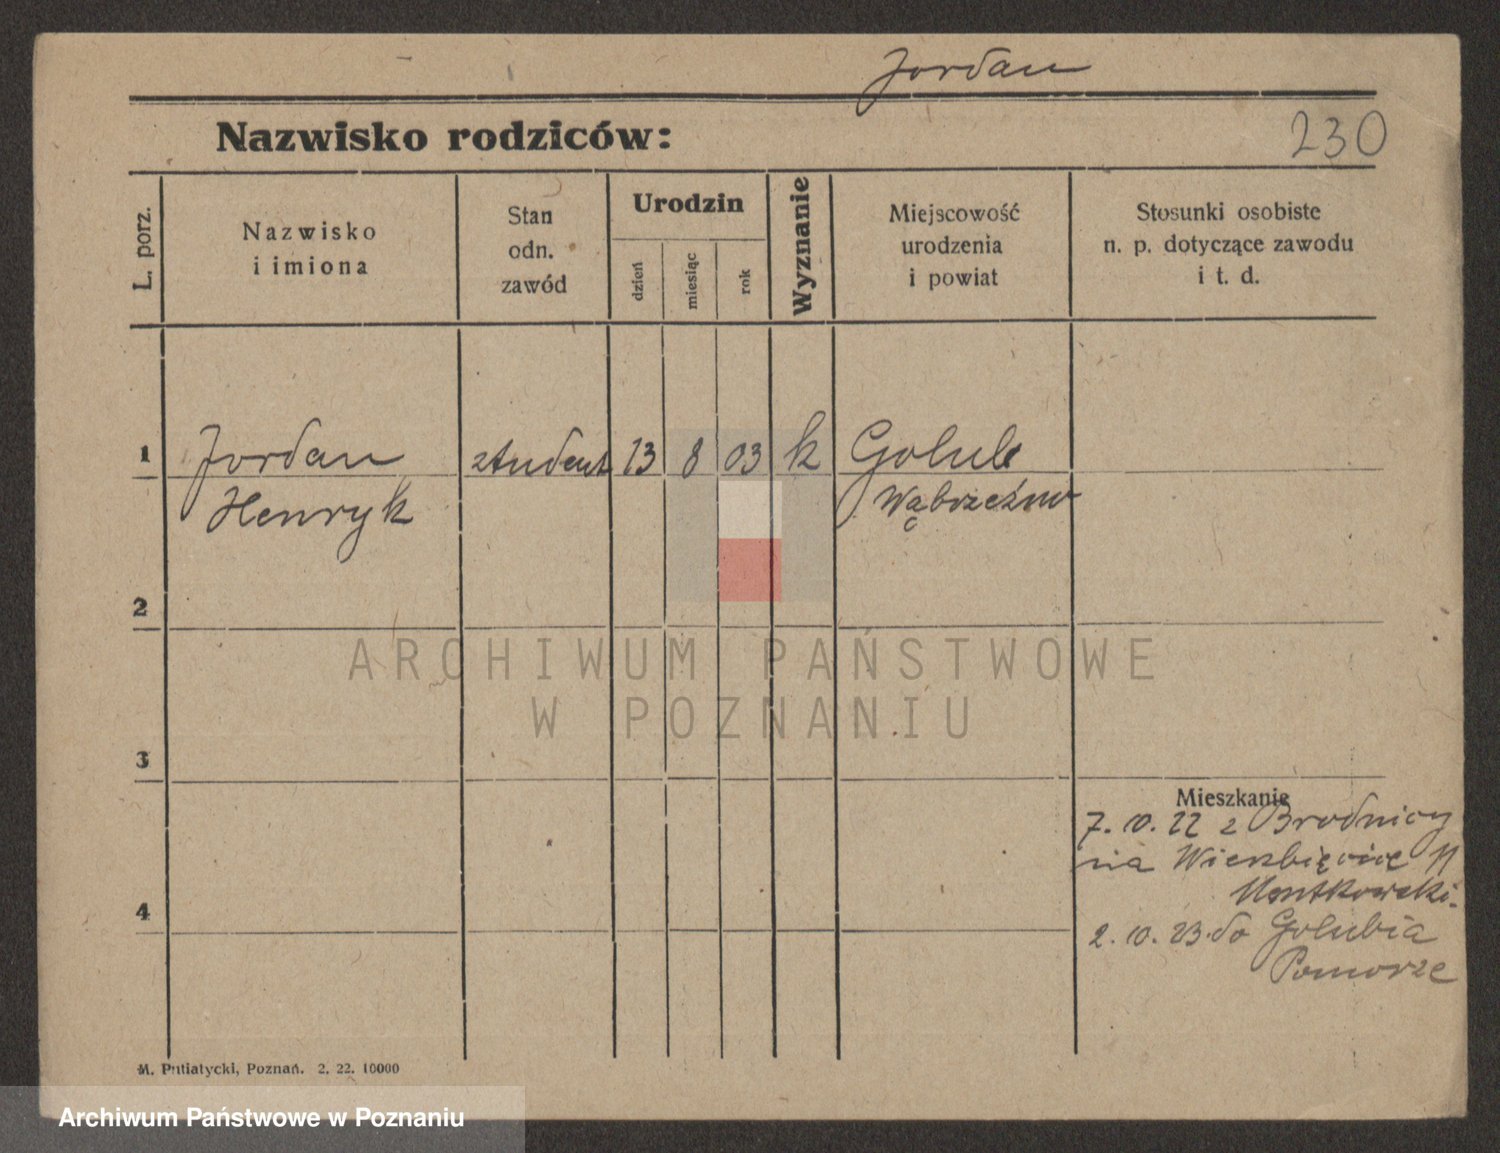 Jordan
Nazwisko rodziców:
230
L. porz.
Nazwisko
i imiona
Stan
odn.
zawód
Urodzin
dzień
miesiąc
rok
Wyznanie
Miejscowość
urodzenia
i powiat
Stosunki osobiste
n. p. dotyczące zawodu
i t. d.
1
Jordan
student
13
8
03
k
Golub
Henryk
Wąbrzeźno
2
3
4
Mieszkanie
7. 10. 22 z Brodnicy
na Wierzbięcice 11
2. 10. 23. do Golubia
Pomorze
M. Putiatycki, Poznań. 2. 22. 10000
ARCHIWUM PAŃSTWOWE
W POZNANIU
Archiwum Państwowe w Poznaniu